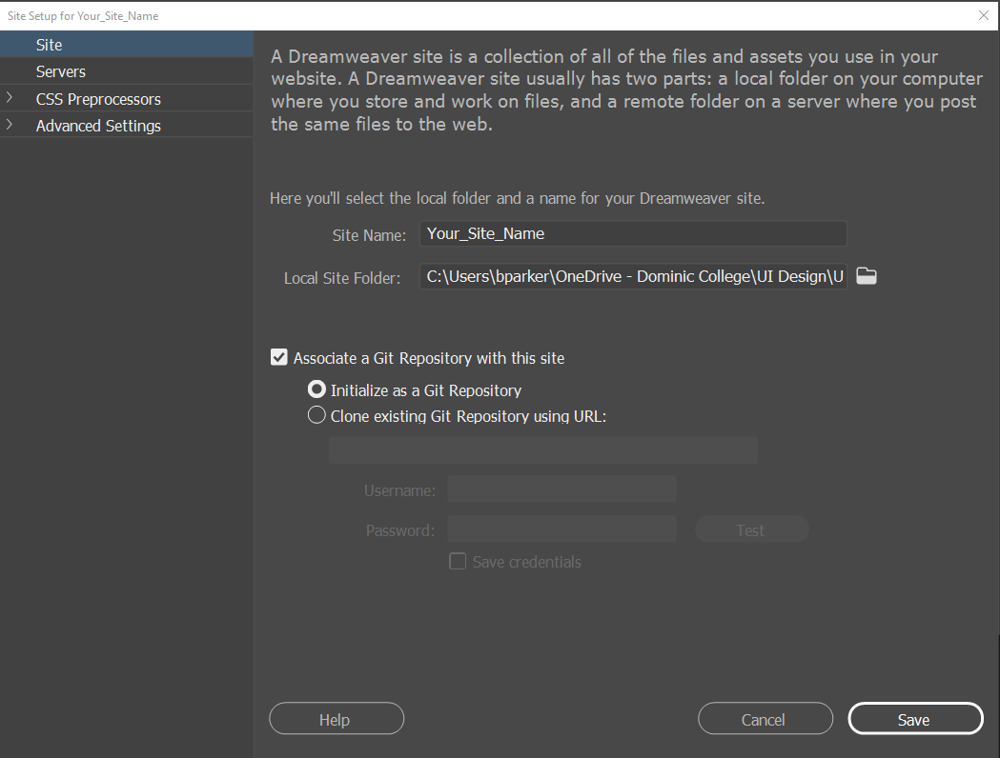 Site Setup for Your_Site_Name
Site
Servers
CSS Preprocessors
Advanced Settings
A Dreamweaver site is a collection of all of the files and assets you use in your
website. A Dreamweaver site usually has two parts: a local folder on your computer
where you store and work on files, and a remote folder on a server where you post
the same files to the web.
Here you'll select the local folder and a name for your Dreamweaver site.
Site Name: Your_Site_Name
Local Site Folder: C:\Users\bparker\OneDrive - Dominic College\UI Design\U
Associate a Git Repository with this site
Initialize as a Git Repository
Clone existing Git Repository using URL:
Username:
Password: Test
Save credentials
Help Cancel Save